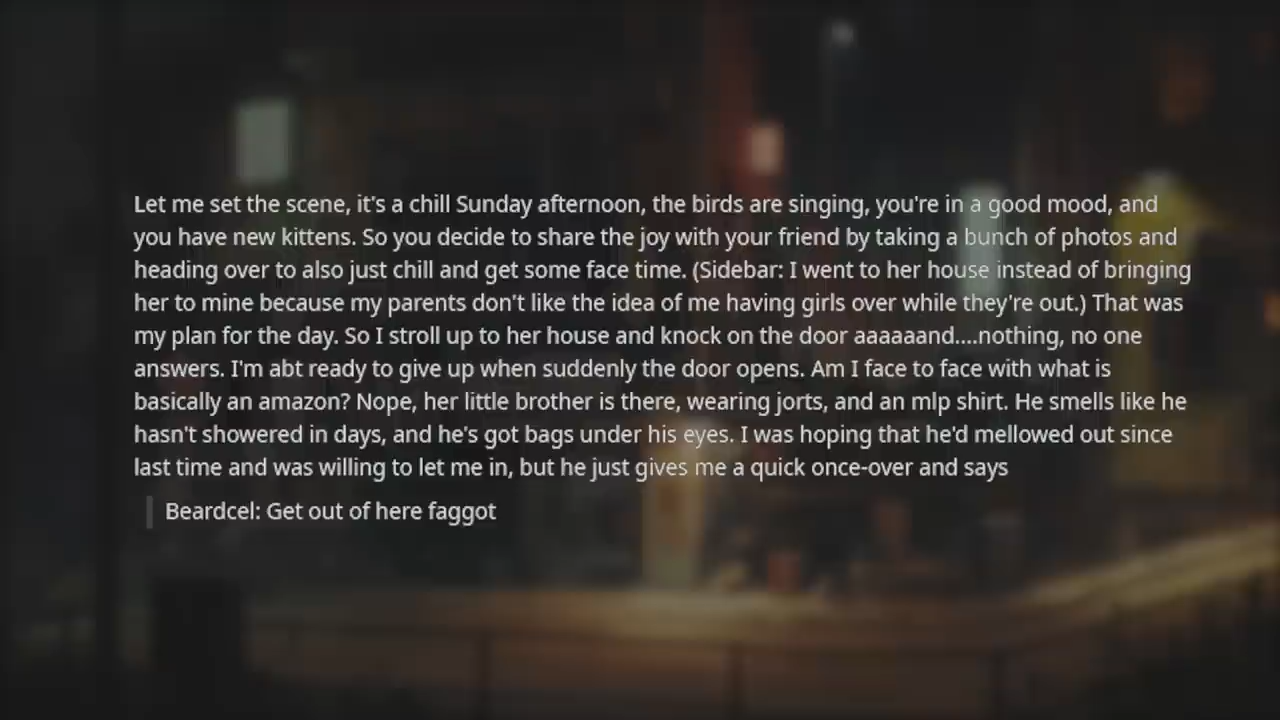 Let me set the scene, it's a chill Sunday afternoon, the birds are singing, you're in a good mood, and
you have new kittens. So you decide to share the joy with your friend by taking a bunch of photos and
heading over to also just chill and get some face time. (Sidebar: I went to her house instead of bringing
her to mine because my parents don't like the idea of me having girls over while they're out.) That was
my plan for the day. So I stroll up to her house and knock on the door aaaaaand....nothing, no one
answers. I'm abt ready to give up when suddenly the door opens. Am I face to face with what is
basically an amazon? Nope, her little brother is there, wearing jorts, and an mlp shirt. He smells like he
hasn't showered in days, and he's got bags under his eyes. I was hoping that he'd mellowed out since
last time and was willing to let me in, but he just gives me a quick once-over and says
Beardcel: Get out of here faggot